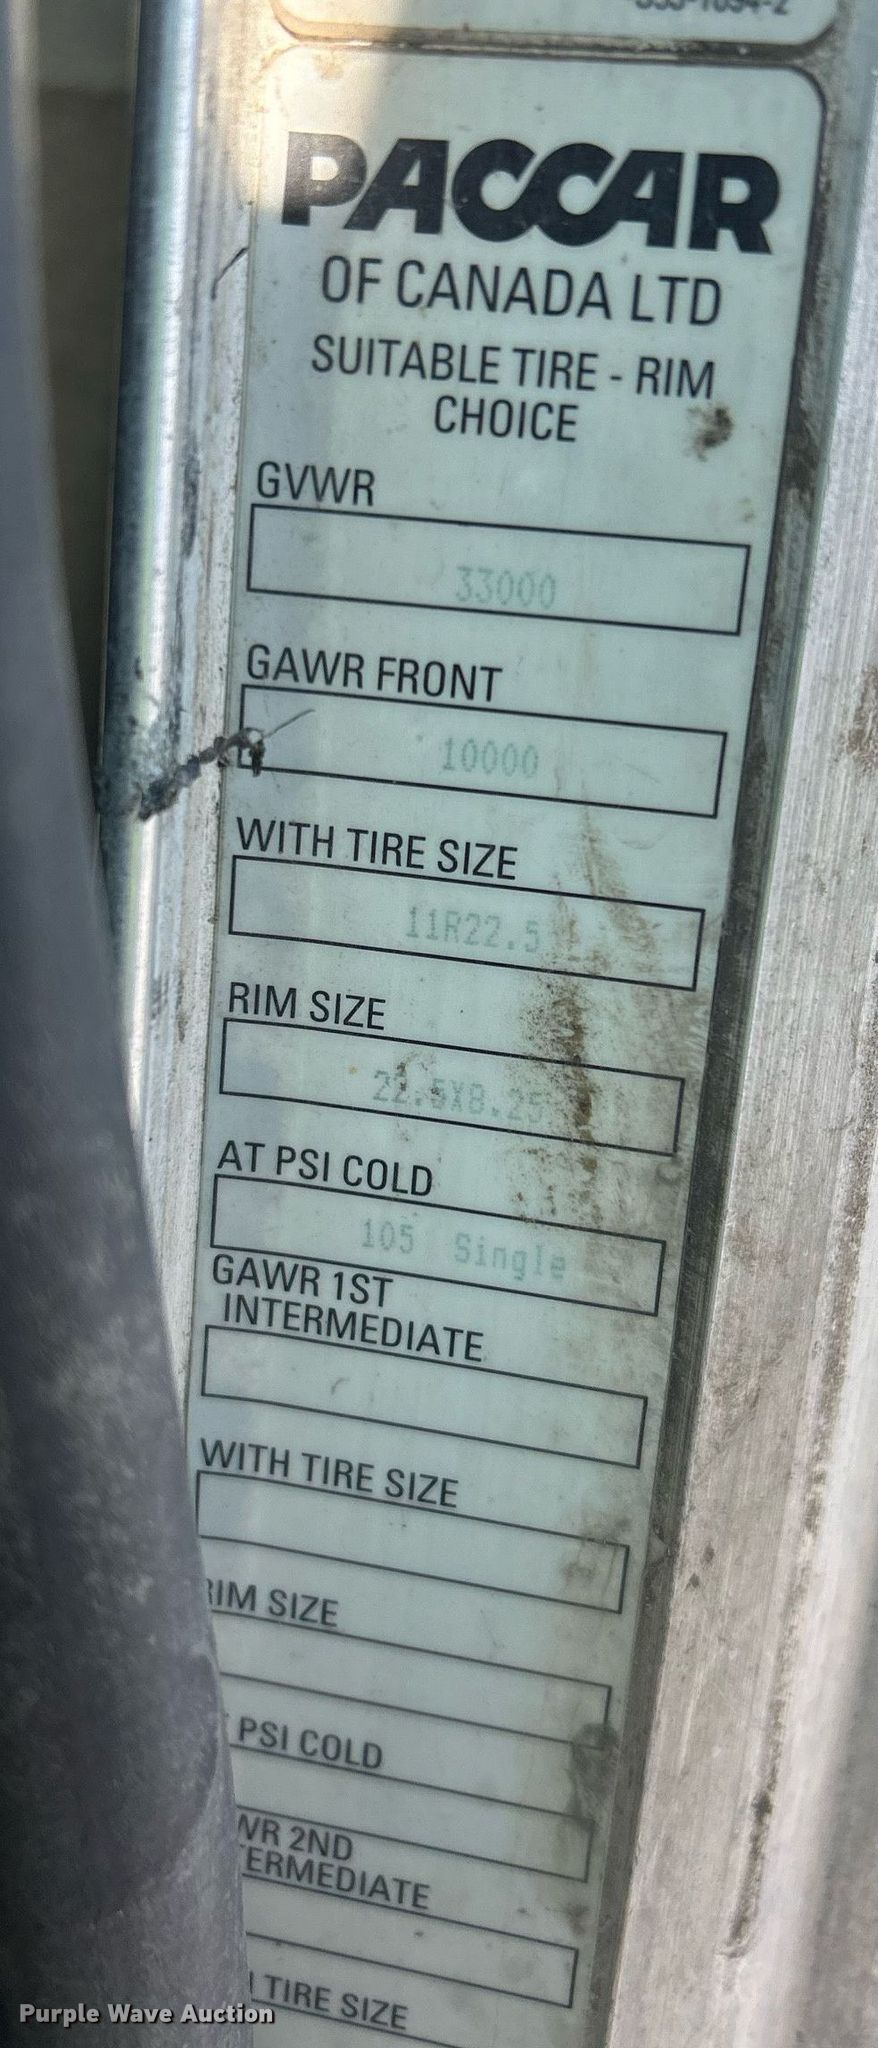 PACCAR
OF CANADA LTD
SUITABLE TIRE - RIM
CHOICE
GVWR
33000
GAWR FRONT
10000
WITH TIRE SIZE
11R22.5
RIM SIZE
22.5X8.25
AT PSI COLD
105 Single
GAWR 1ST
INTERMEDIATE
WITH TIRE SIZE
RIM SIZE
PSI COLD
WR 2ND
ERMEDIATE
TIRE SIZE
Purple Wave Auction